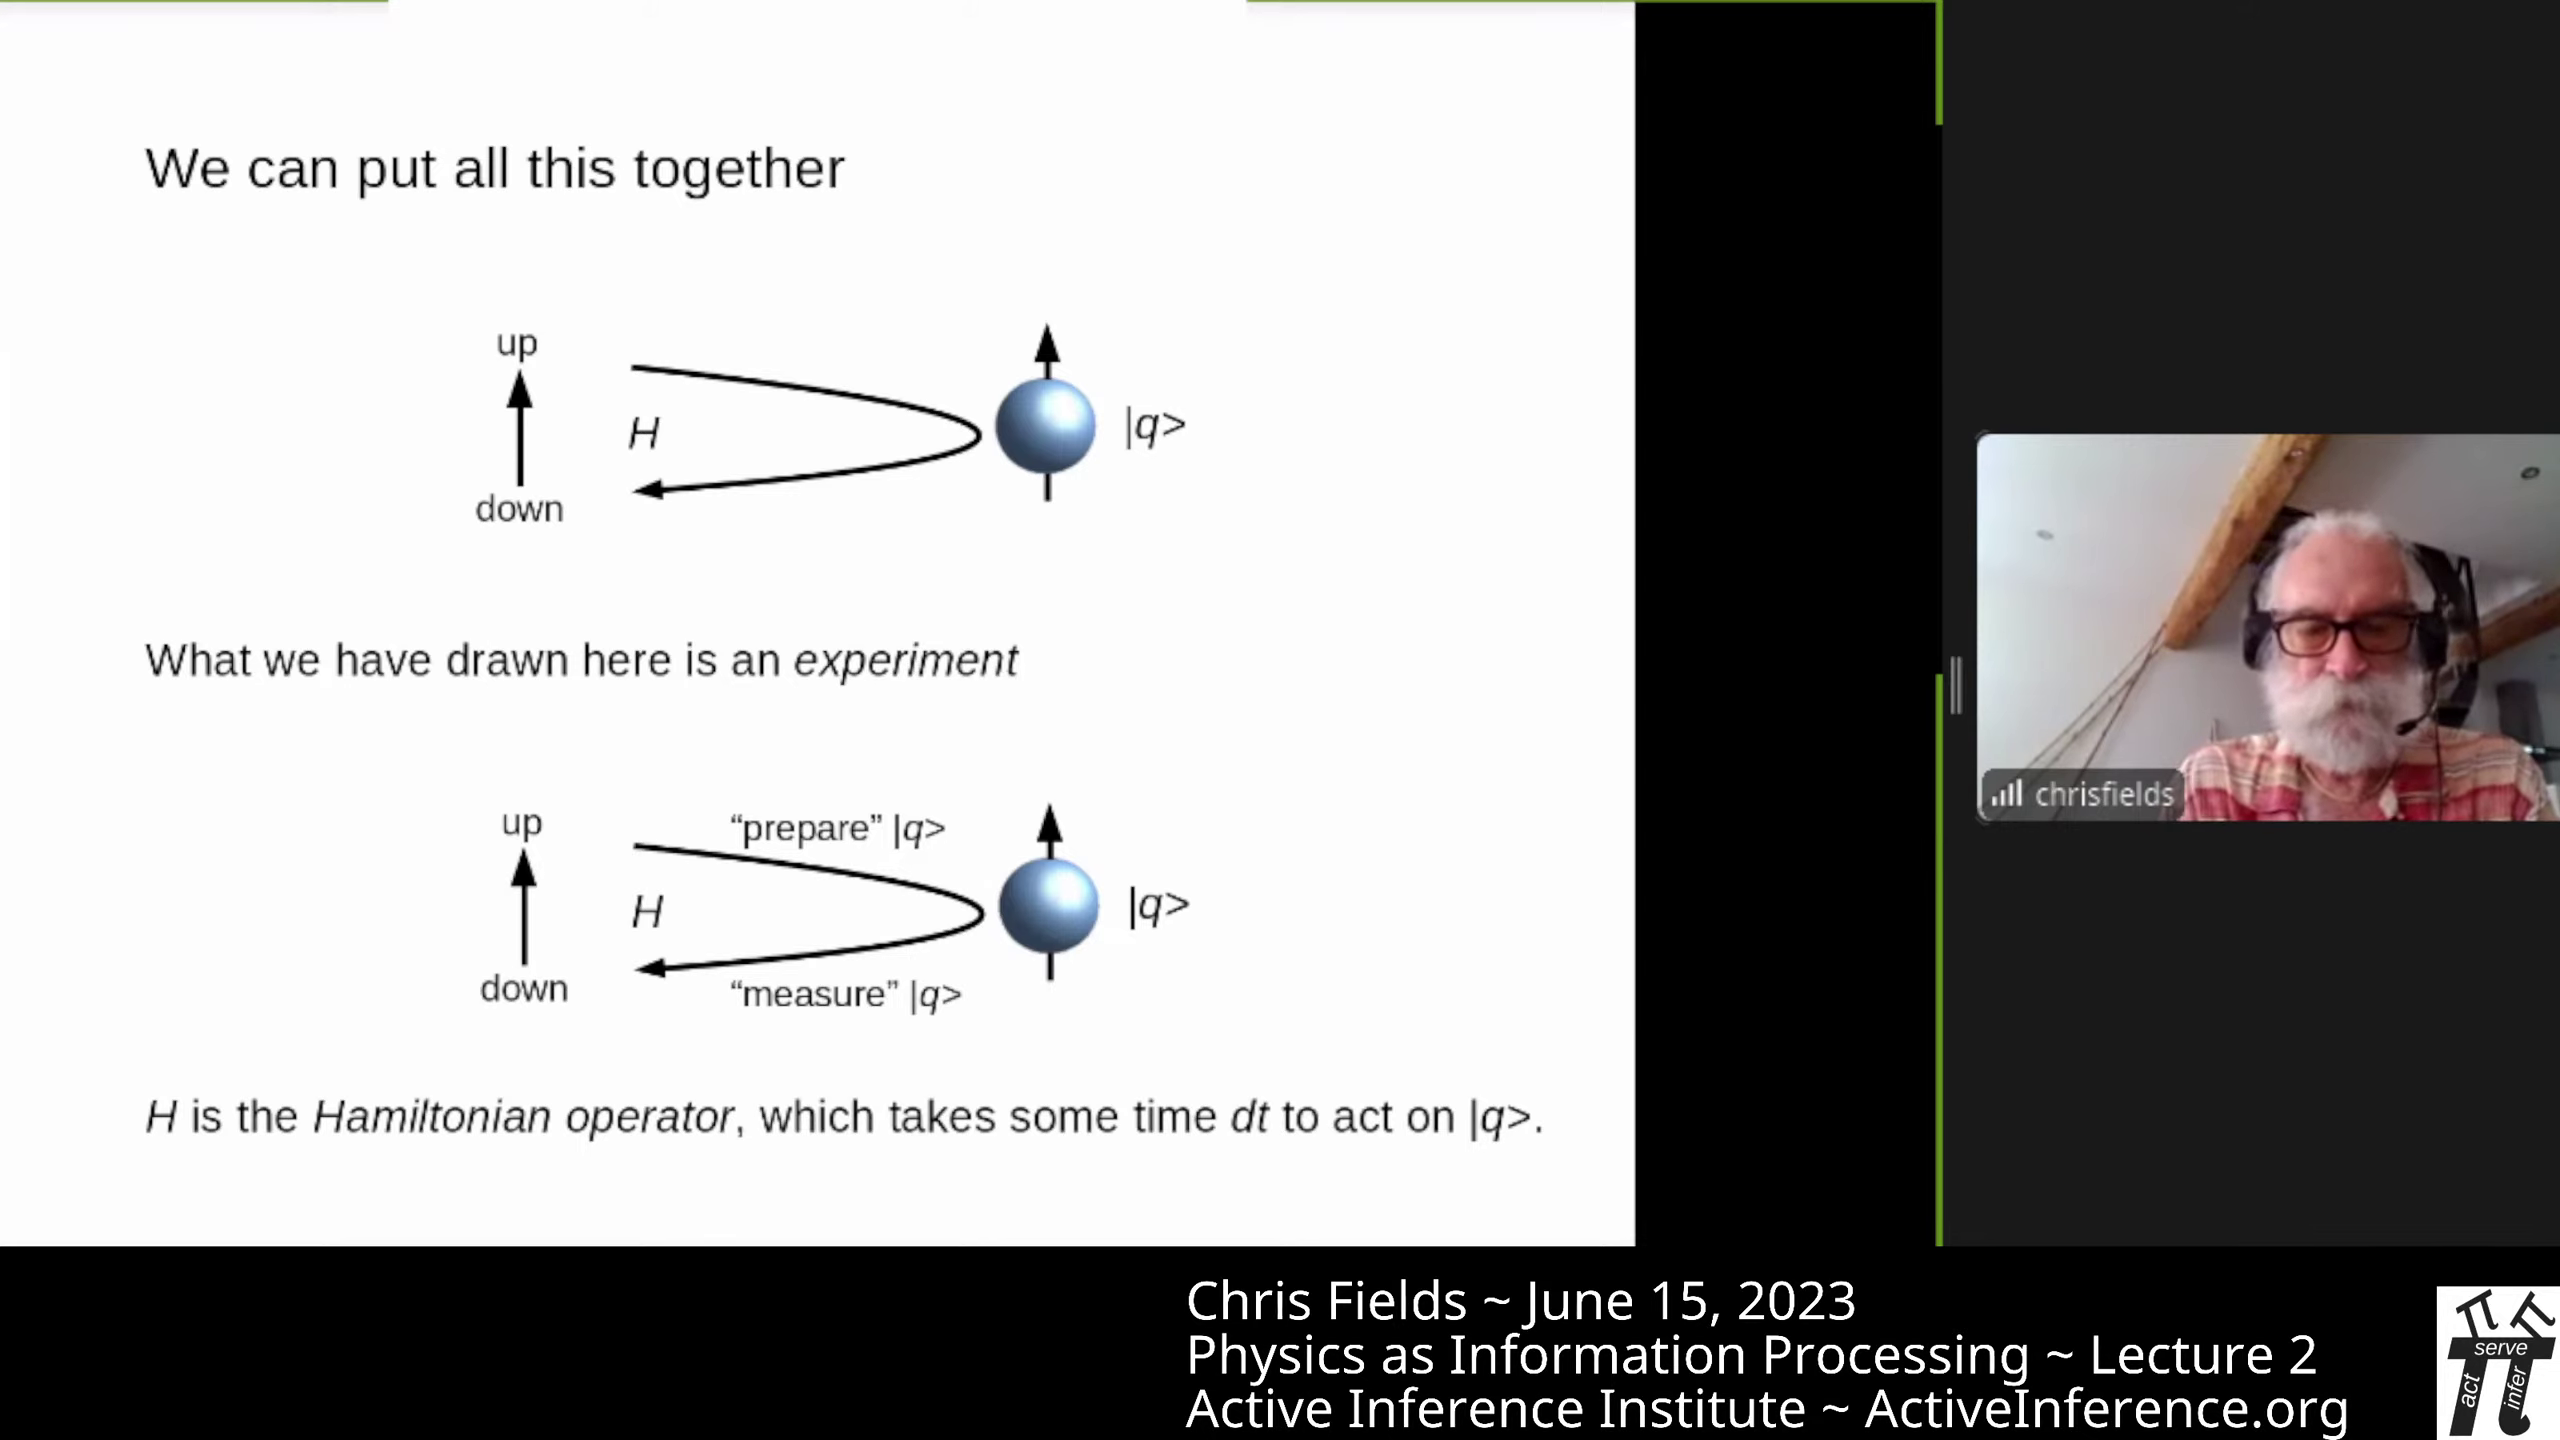 We can put all this together
up
H
|q>
down
What we have drawn here is an experiment
up
“prepare” |q>
H
|q>
down
“measure” |q>
H is the Hamiltonian operator, which takes some time dt to act on |q>.
chrisfields
Chris Fields ~ June 15, 2023
Physics as Information Processing ~ Lecture 2
Active Inference Institute ~ ActiveInference.org
serve
act
infer